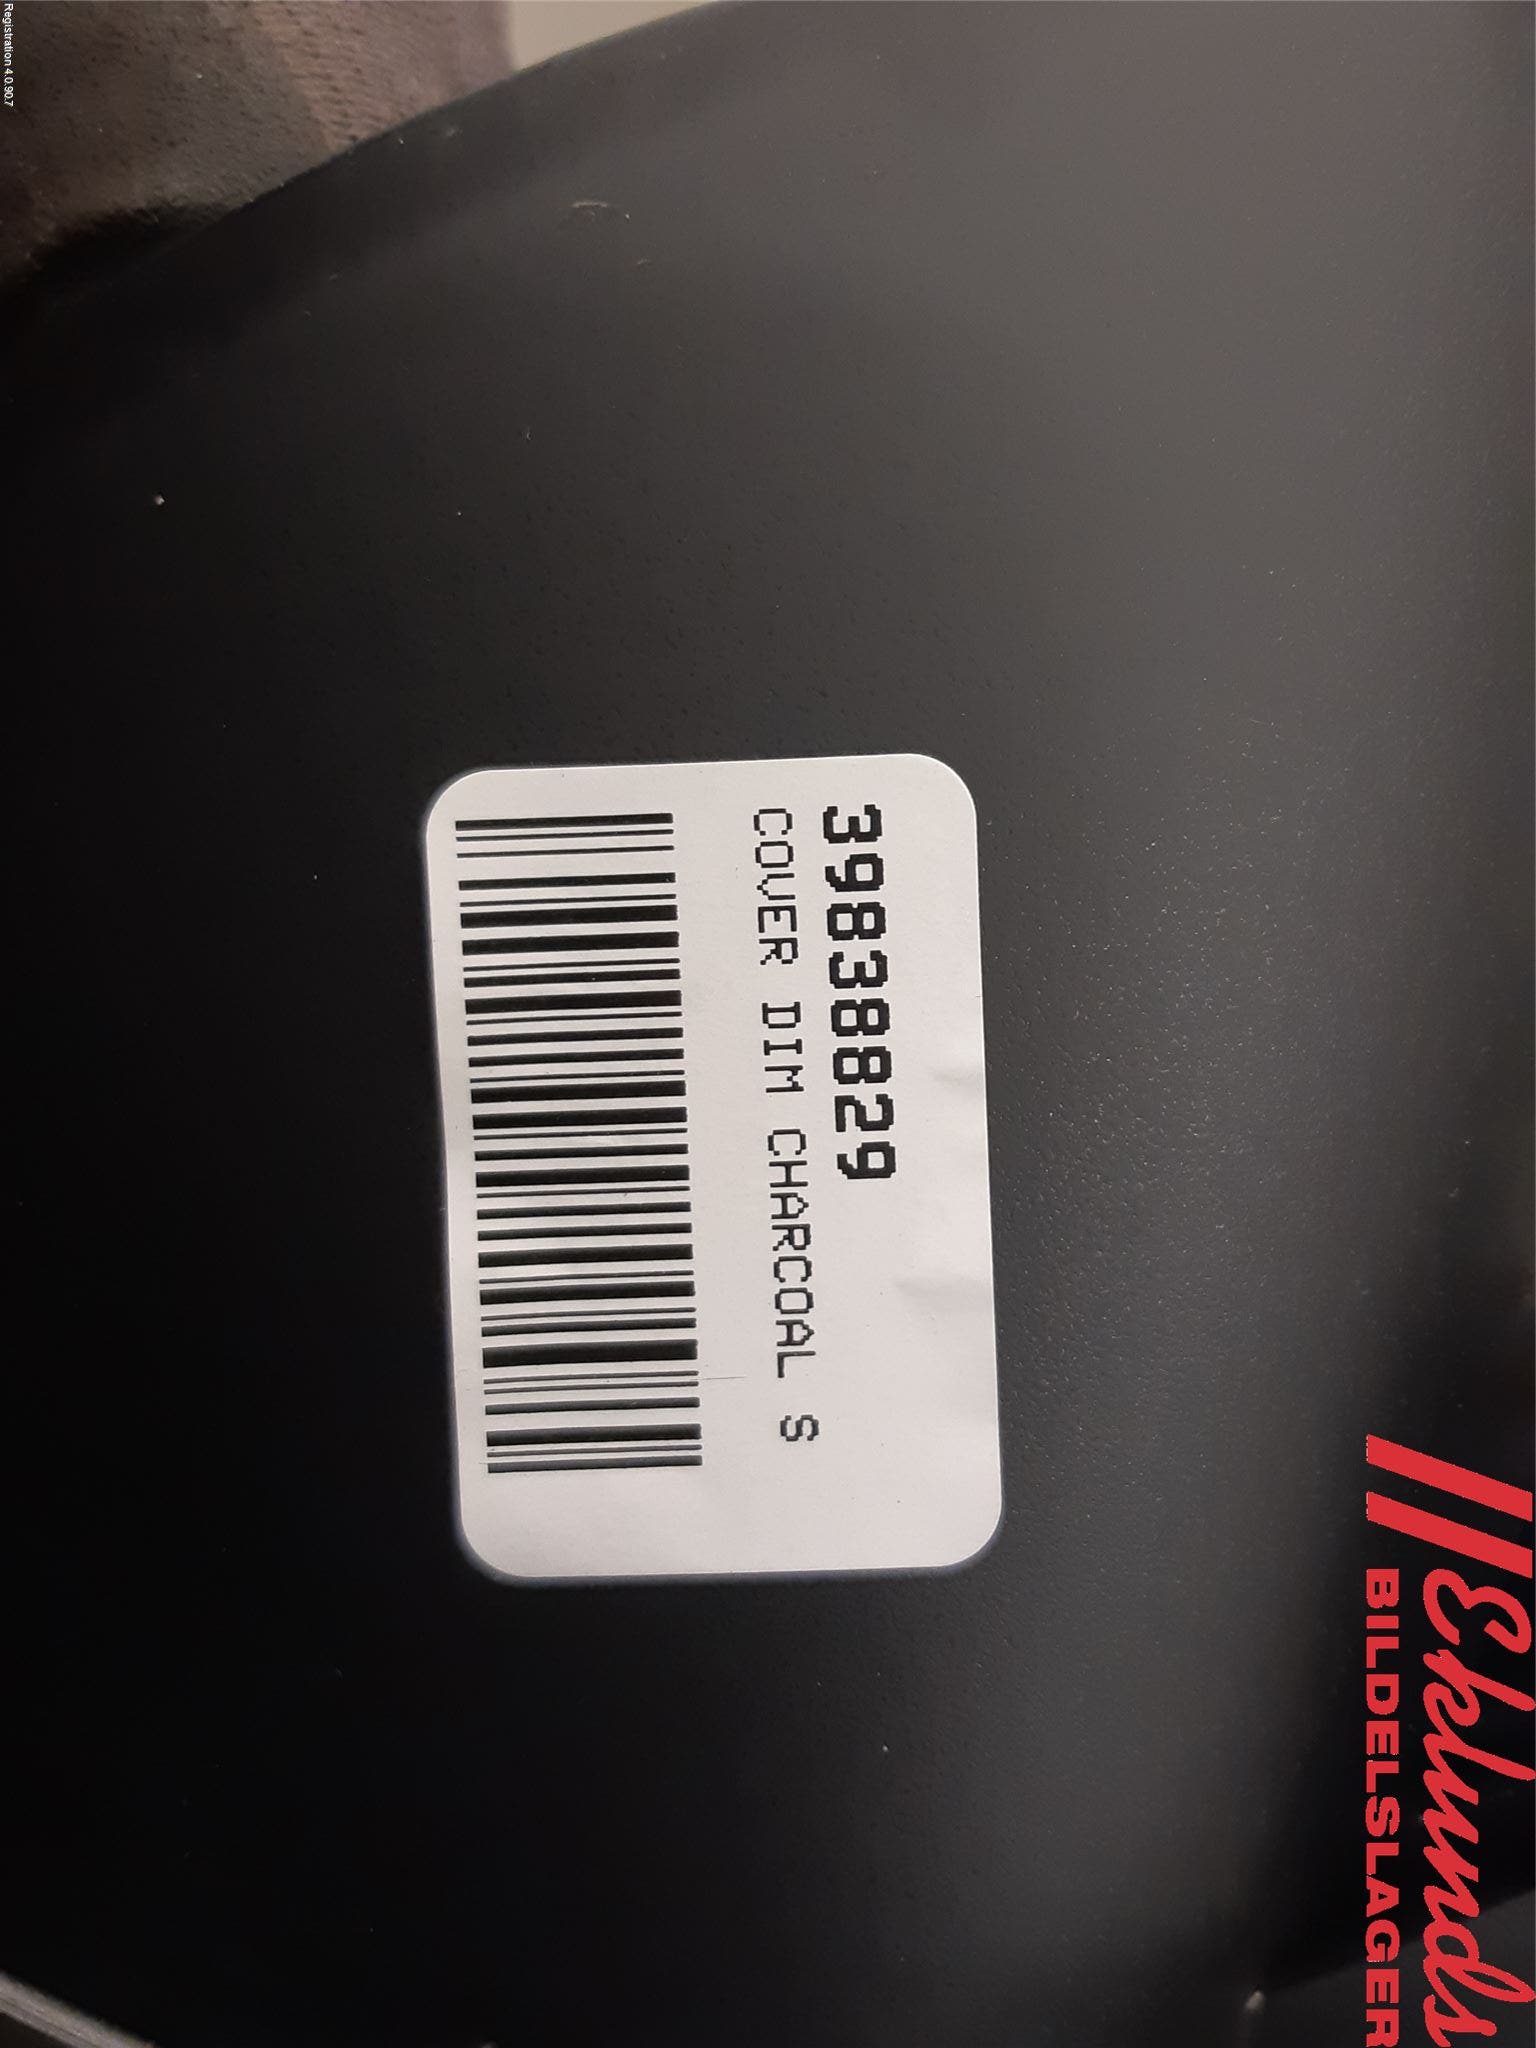 Registration 4.0.90.7
39838829
COVER DIM CHARCOAL S
Eklunds
BILDELSLAGER